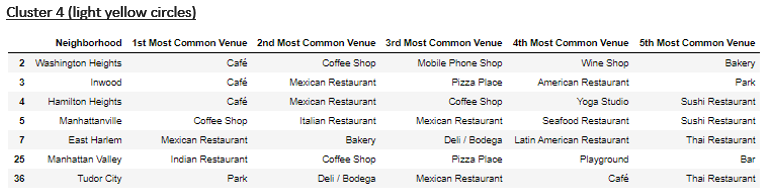 Cluster 4 (light yellow circles)
Neighborhood 1st Most Common Venue 2nd Most Common Venue 3rd Most Common Venue 4th Most Common Venue 5th Most Common Venue
2 Washington Heights Café Coffee Shop Mobile Phone Shop Wine Shop Bakery
3 Inwood Café Mexican Restaurant Pizza Place American Restaurant Park
4 Hamilton Heights Café Mexican Restaurant Coffee Shop Yoga Studio Sushi Restaurant
5 Manhattanville Coffee Shop Italian Restaurant Mexican Restaurant Seafood Restaurant Sushi Restaurant
7 East Harlem Mexican Restaurant Bakery Deli / Bodega Latin American Restaurant Thai Restaurant
25 Manhattan Valley Indian Restaurant Coffee Shop Pizza Place Playground Bar
36 Tudor City Park Deli / Bodega Mexican Restaurant Café Thai Restaurant